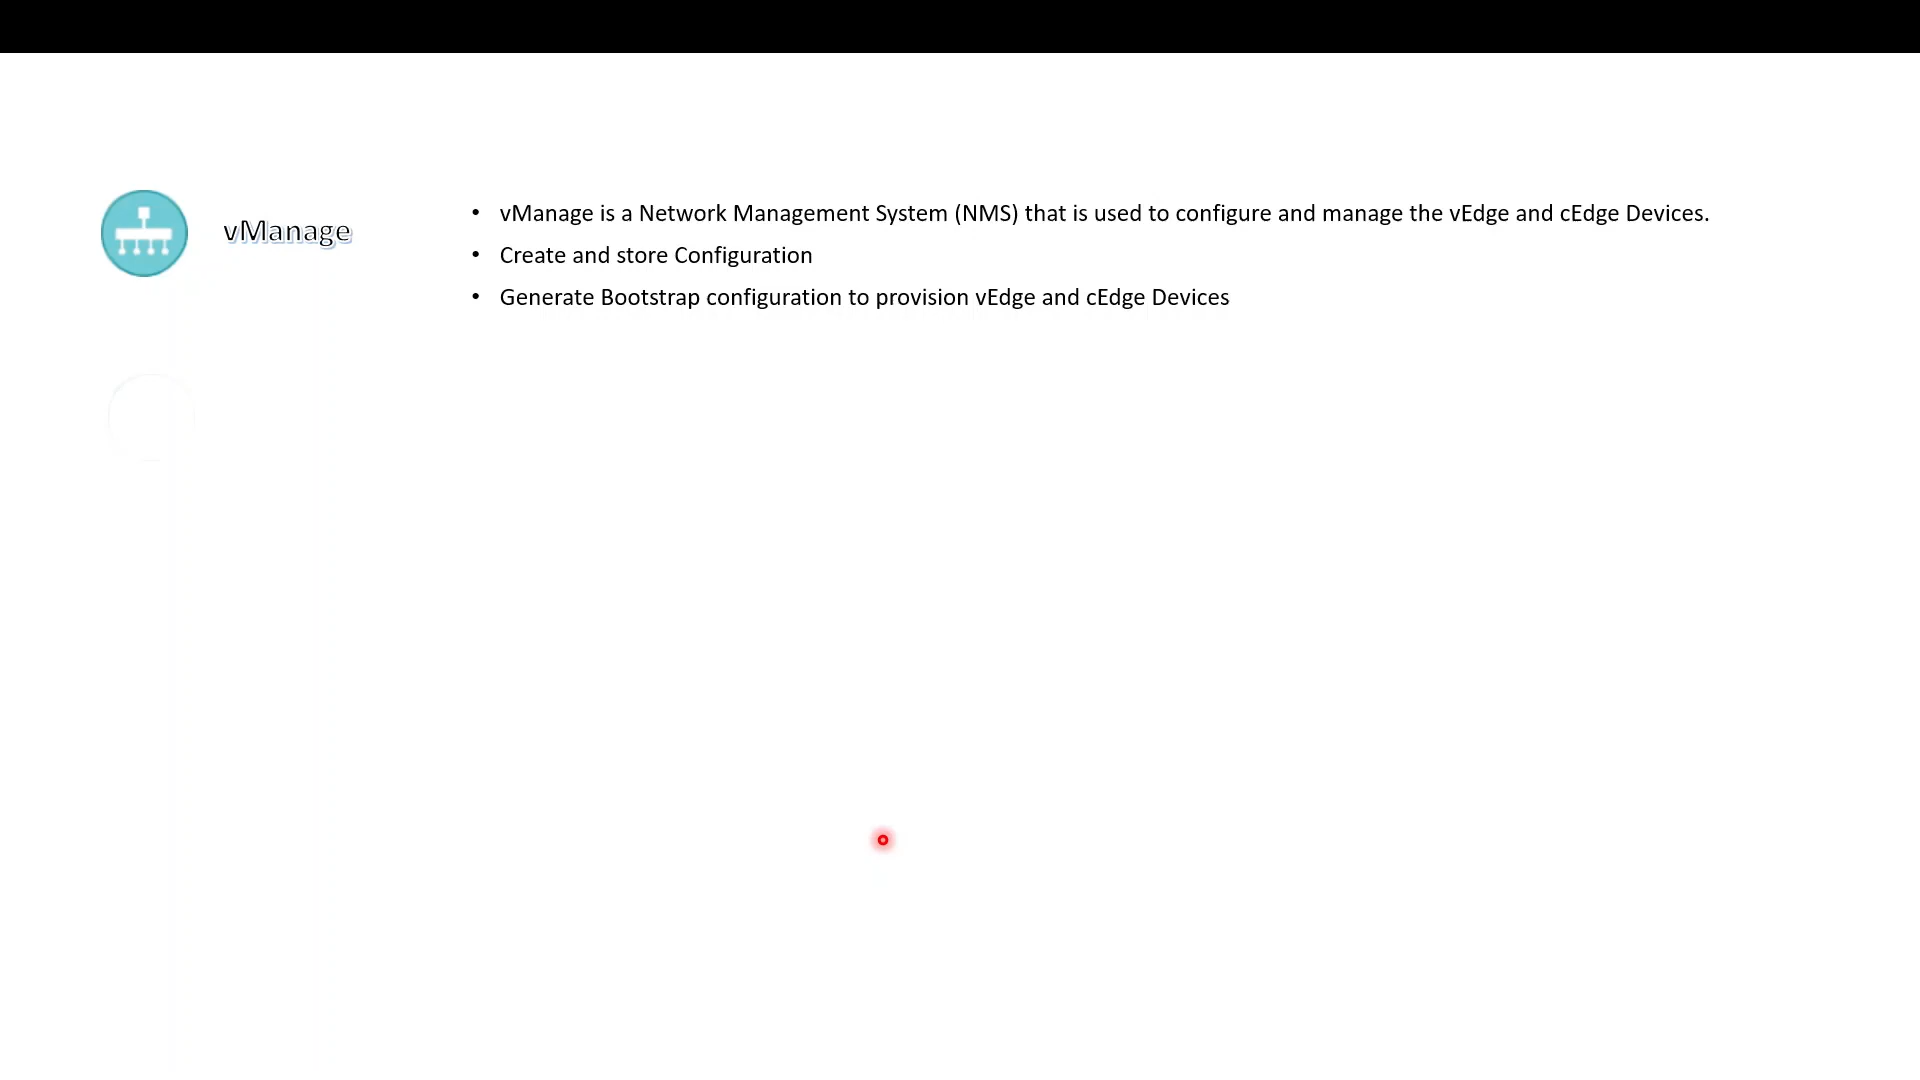 vManage
• vManage is a Network Management System (NMS) that is used to configure and manage the vEdge and cEdge Devices.
• Create and store Configuration
• Generate Bootstrap configuration to provision vEdge and cEdge Devices